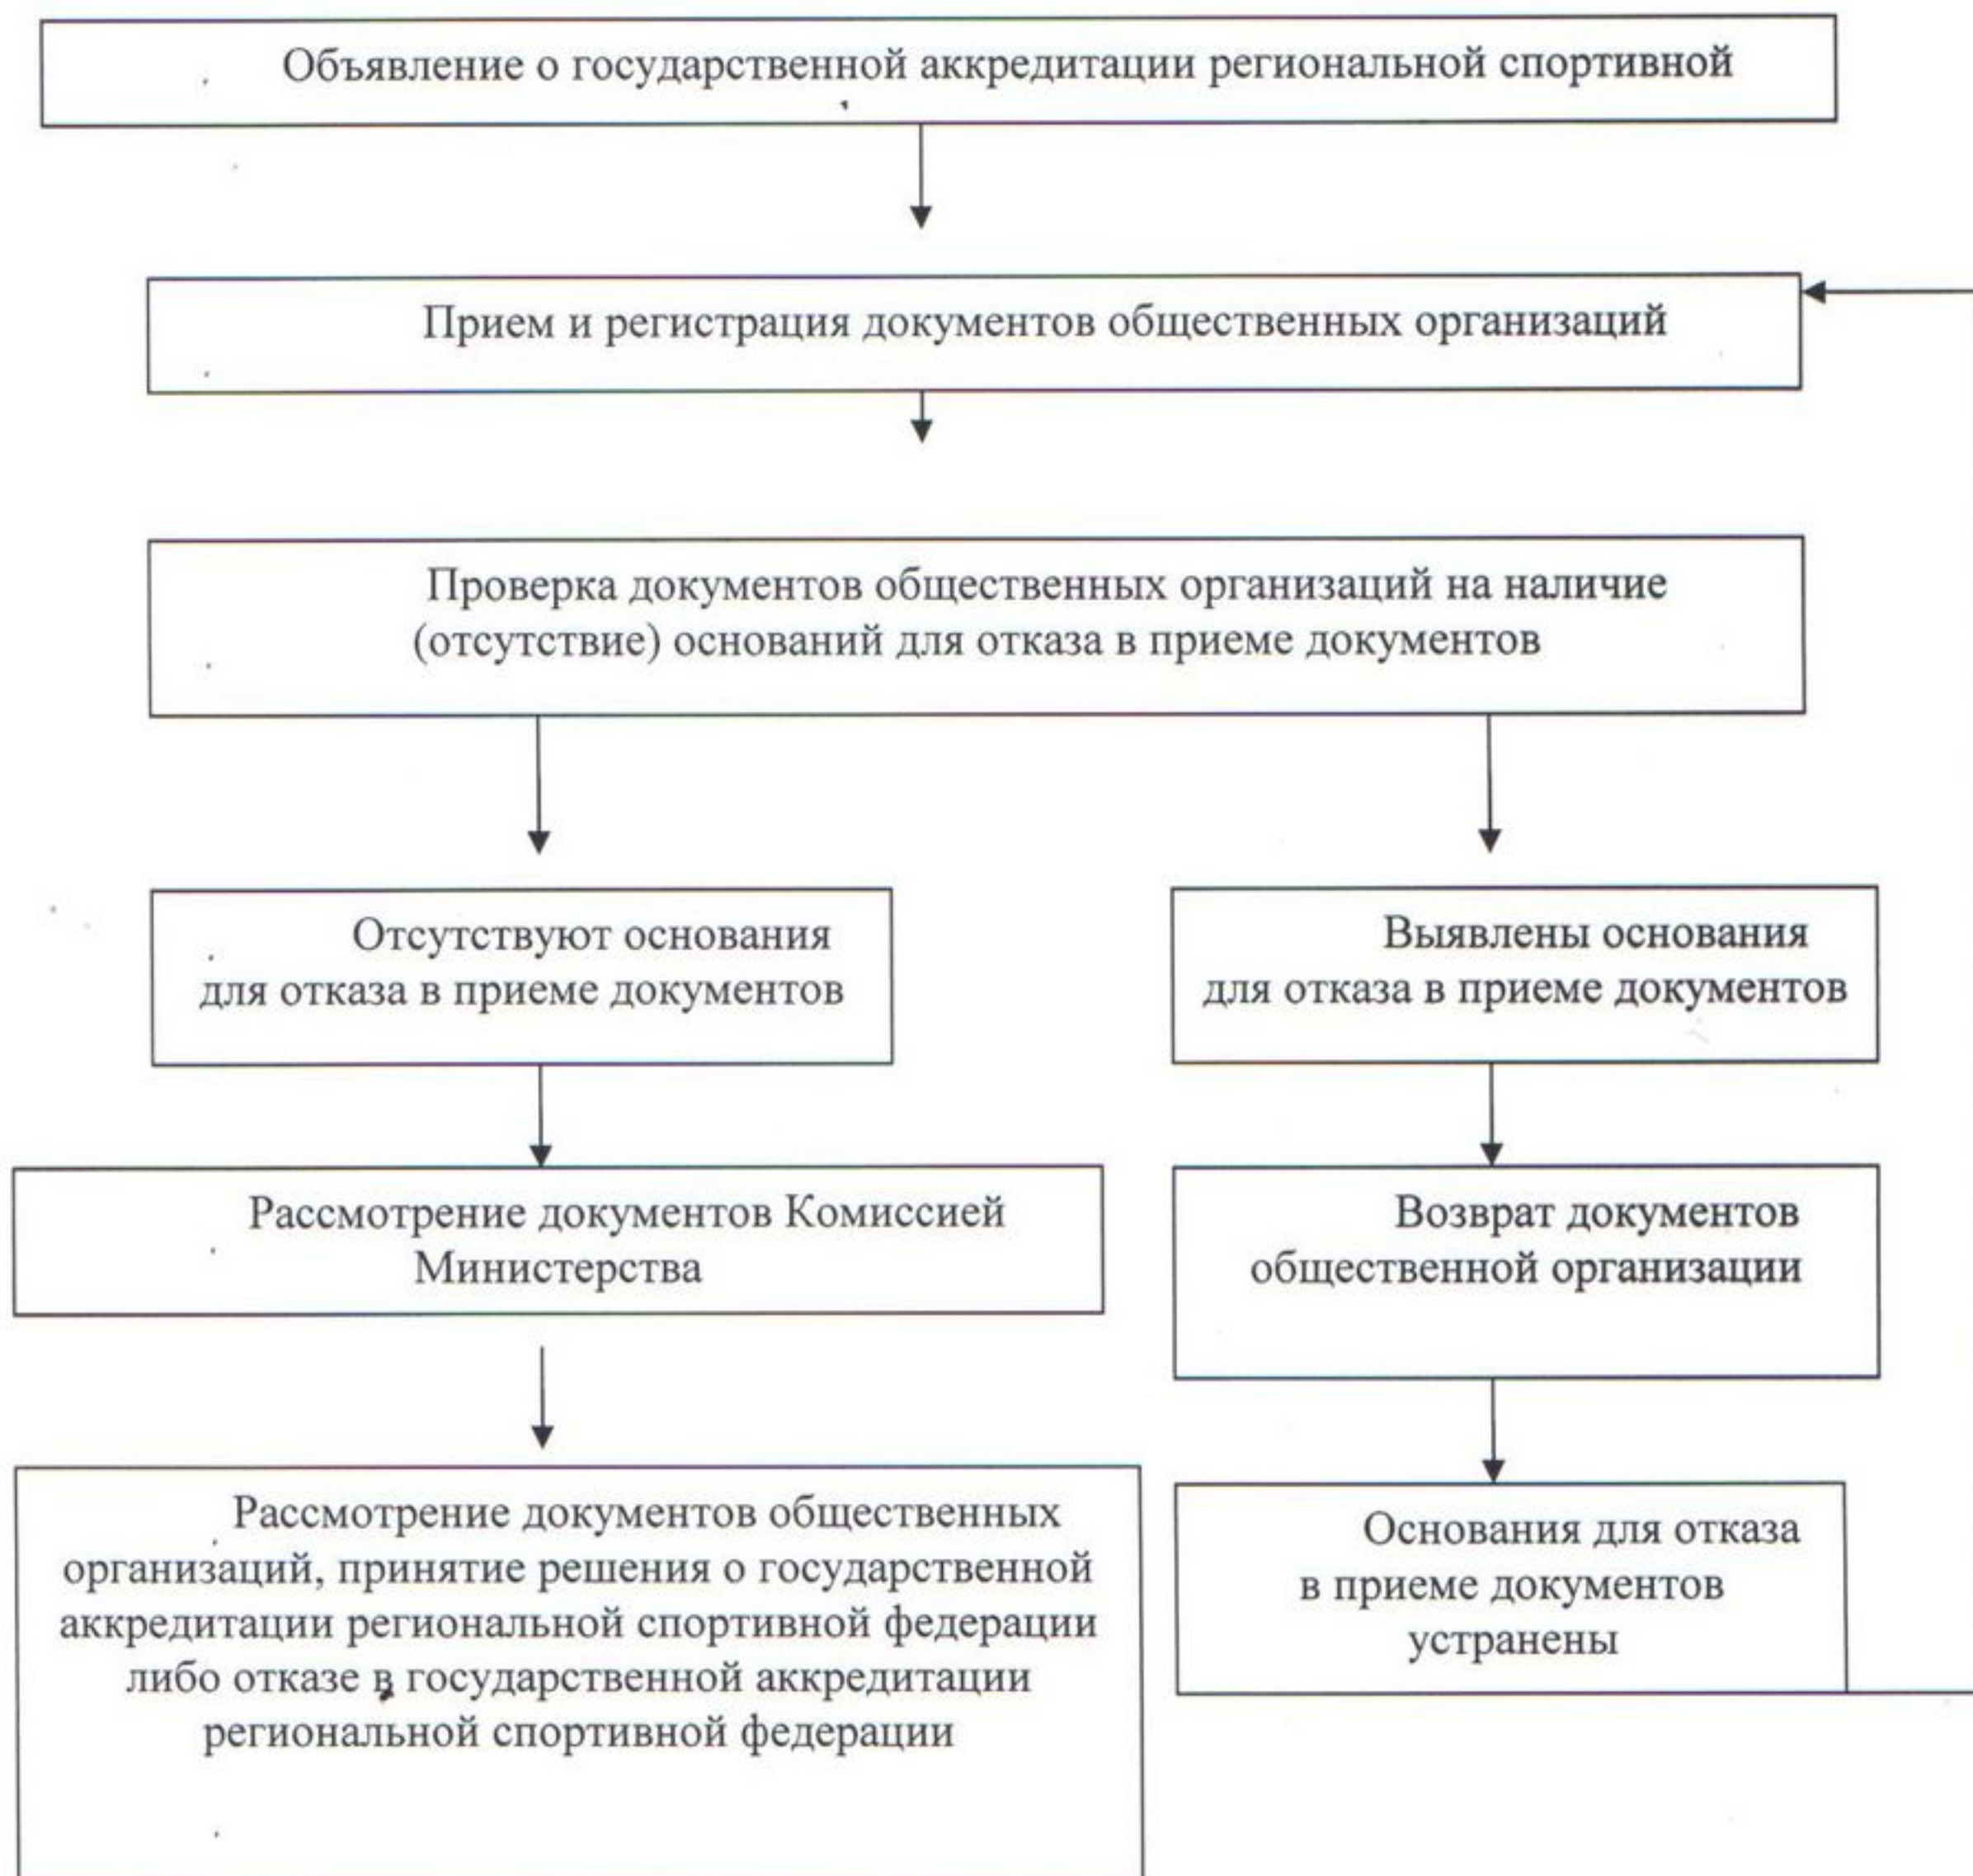 Объявление о государственной аккредитации региональной спортивной
Прием и регистрация документов общественных организаций
Проверка документов общественных организаций на наличие
(отсутствие) оснований для отказа в приеме документов
Отсутствуют основания
для отказа в приеме документов
Выявлены основания
для отказа в приеме документов
Рассмотрение документов Комиссией
Министерства
Возврат документов
общественной организации
Рассмотрение документов общественных
организаций, принятие решения о государственной
аккредитации региональной спортивной федерации
либо отказе в государственной аккредитации
региональной спортивной федерации
Основания для отказа
в приеме документов
устранены